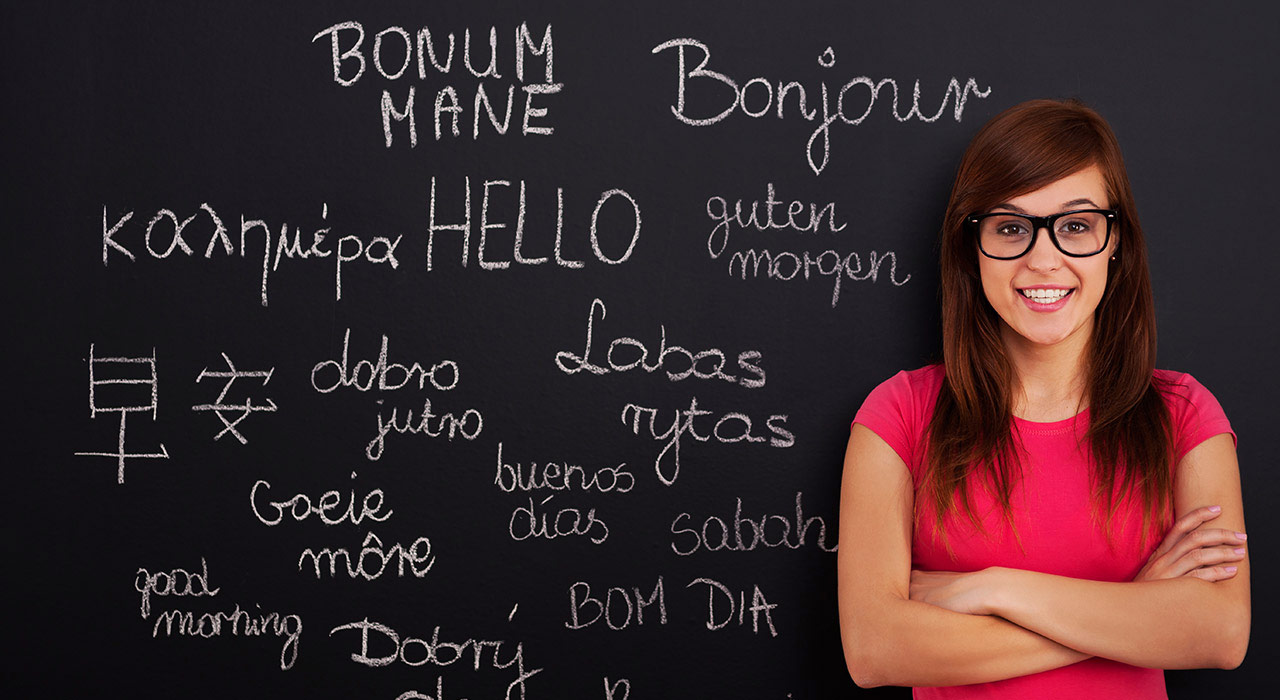 BONUM
MANE
Bonjour
καλημέρα
HELLO
guten
morgen
早安
dobro
jutro
Labas
rytas
buenos
días
Goeie
môre
sabah
good
morning
BOM DIA
Dobrý